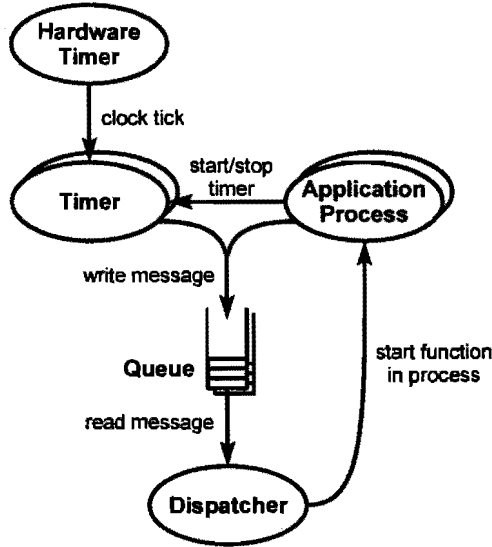 Hardware
Timer
clock tick
Timer
start/stop
timer
Application
Process
write message
Queue
start function
in process
read message
Dispatcher